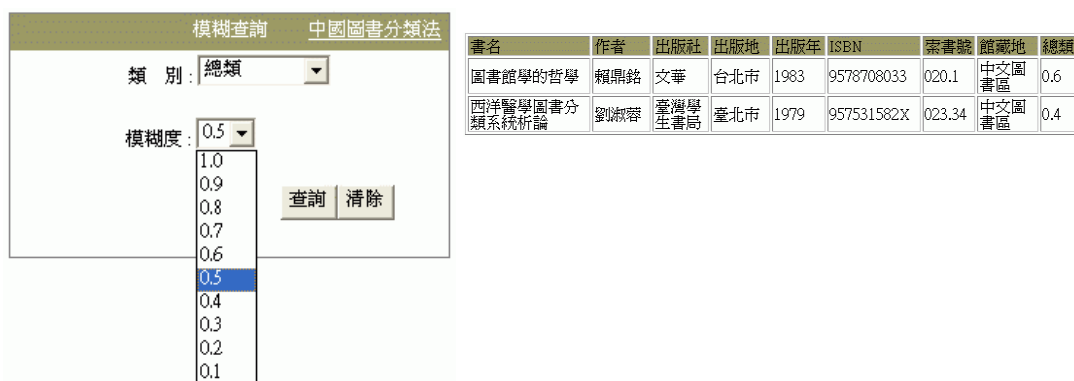 模糊查詢 中國圖書分類法
類 別: 總類
模糊度: 0.5
1.0
0.9
0.8
查詢 清除
0.7
0.6
0.5
0.4
0.3
0.2
0.1
書名 作者 出版社 出版地 出版年 ISBN 索書號 館藏地 總類
圖書館學的哲學 賴鼎銘 文華 台北市 1983 9578708033 020.1 中文圖
書區 0.6
西洋醫學圖書分
類系統析論 劉淑蓉 臺灣學
生書局 臺北市 1979 957531582X 023.34 中文圖
書區 0.4